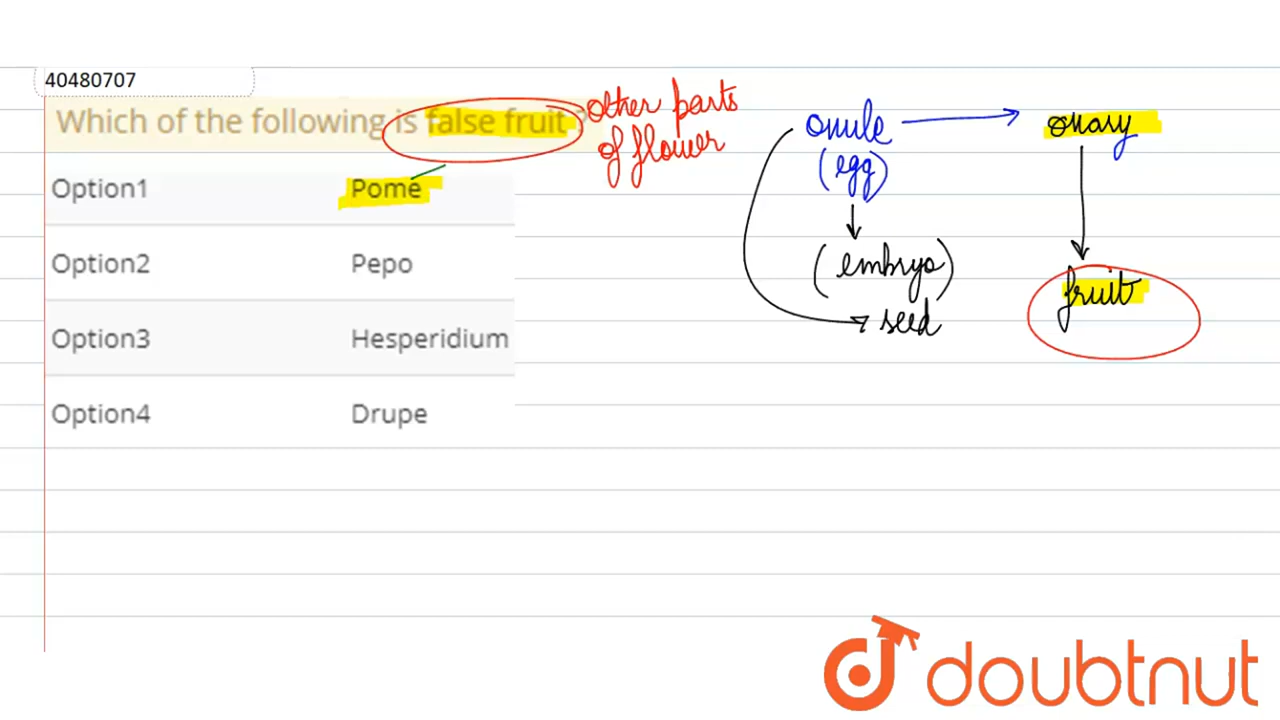 40480707
Which of the following is false fruit ?
Option1 Pome
Option2 Pepo
Option3 Hesperidium
Option4 Drupe
other parts
of flower
ovule
(egg)
(embryo)
seed
ovary
fruit
doubtnut